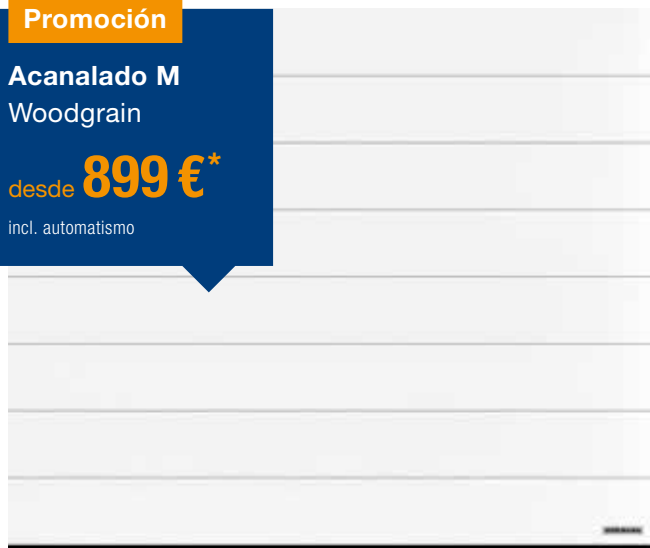 Promoción
Acanalado M
Woodgrain
desde 899 €*
incl. automatismo